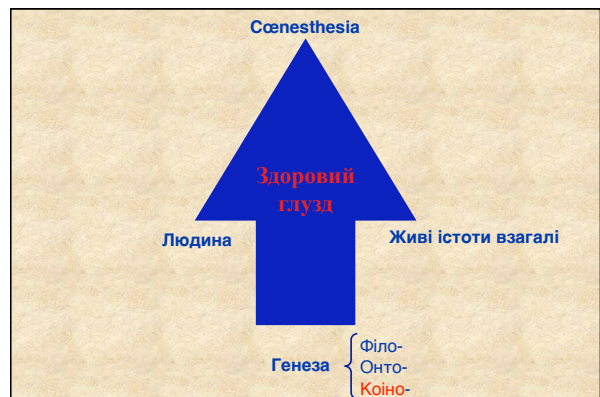 Cœnesthesia
Здоровий
глузд
Людина
Живі істоти взагалі
Філо-
Генеза
Онто-
Коіно-